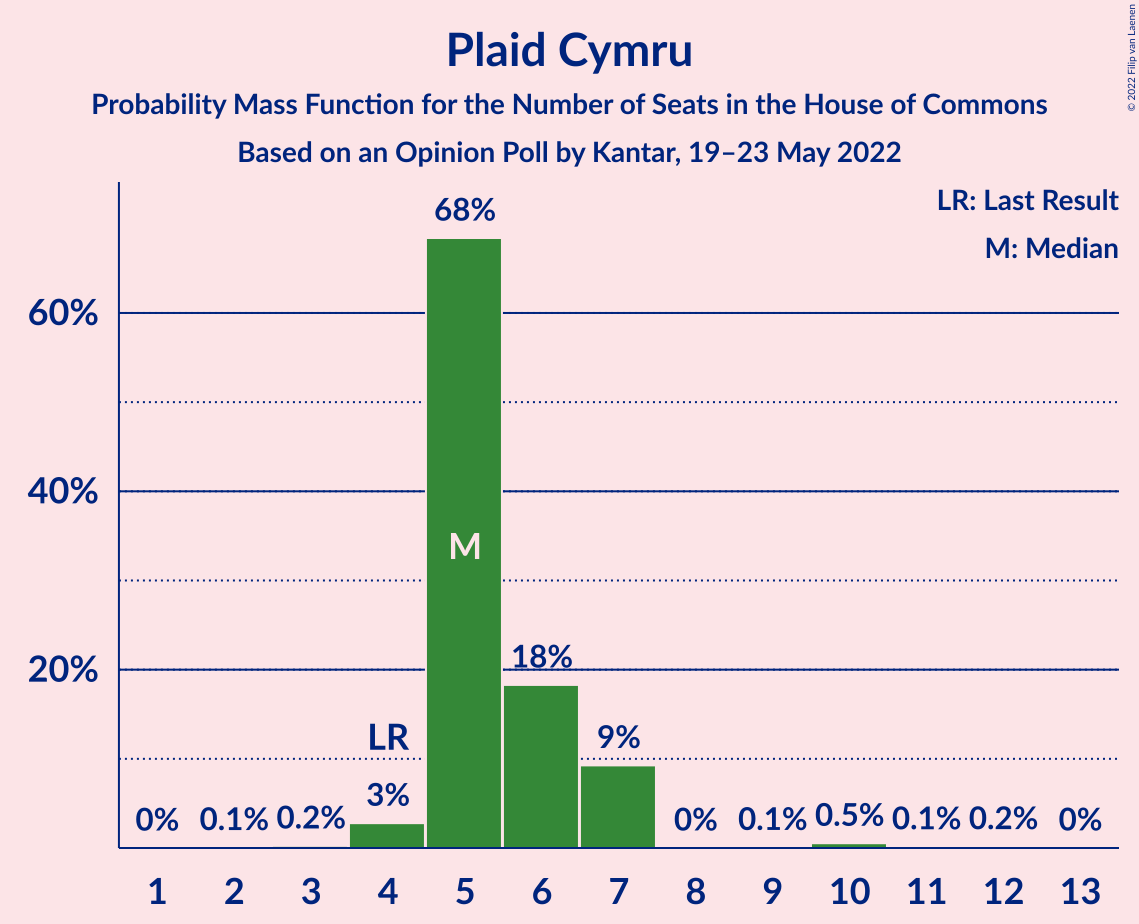 Plaid Cymru
Probability Mass Function for the Number of Seats in the House of Commons
Based on an Opinion Poll by Kantar, 19–23 May 2022
© 2022 Filip van Laenen
LR: Last Result
M: Median
68%
60%
40%
M
20%
18%
LR
9%
3%
0% 0.1% 0.2% 0% 0.1% 0.5% 0.1% 0.2% 0%
1 2 3 4 5 6 7 8 9 10 11 12 13